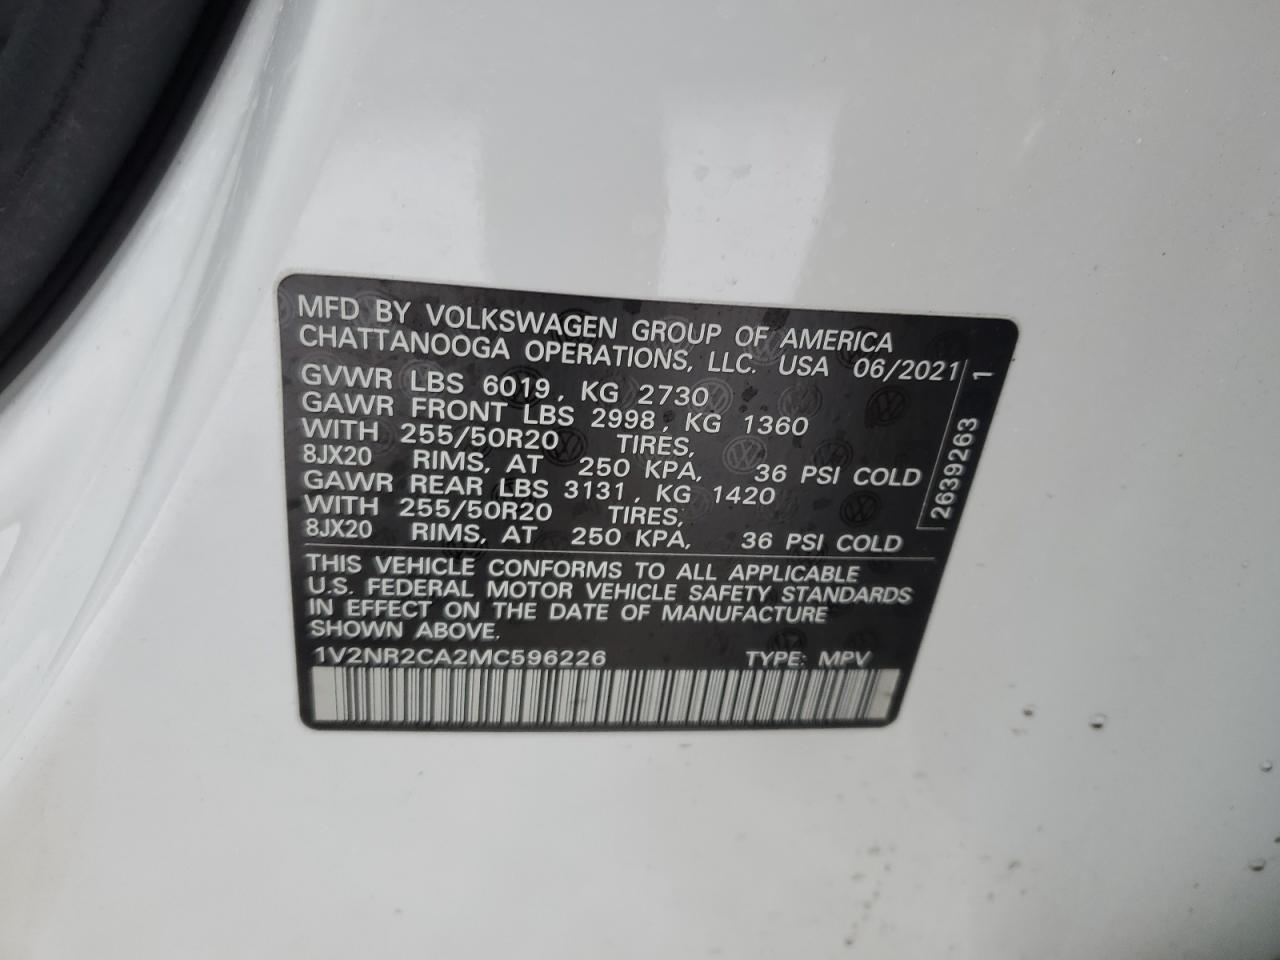 MFD BY VOLKSWAGEN GROUP OF AMERICA
CHATTANOOGA OPERATIONS, LLC. USA 06/2021
GVWR LBS 6019, KG 2730
GAWR FRONT LBS 2998, KG 1360
WITH 255/50R20 TIRES,
8JX20 RIMS, AT 250 KPA, 36 PSI COLD
GAWR REAR LBS 3131, KG 1420
WITH 255/50R20 TIRES,
8JX20 RIMS, AT 250 KPA, 36 PSI COLD
2639263 1
THIS VEHICLE CONFORMS TO ALL APPLICABLE
U.S. FEDERAL MOTOR VEHICLE SAFETY STANDARDS
IN EFFECT ON THE DATE OF MANUFACTURE
SHOWN ABOVE.
1V2NR2CA2MC596226 TYPE: MPV